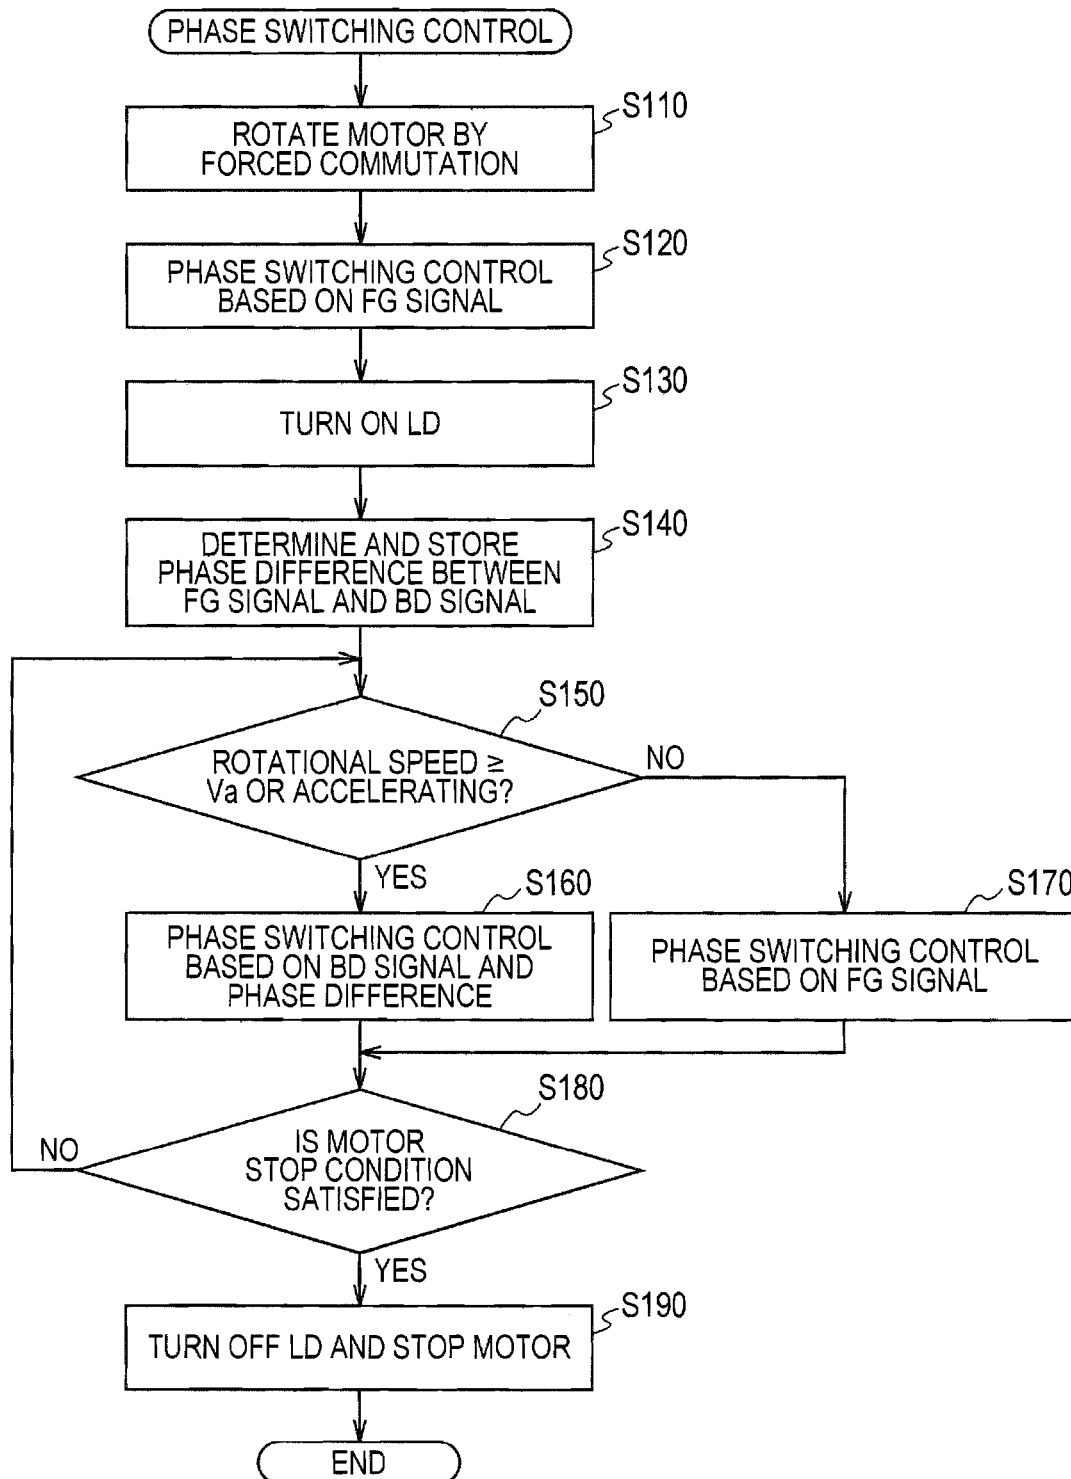 PHASE SWITCHING CONTROL
S110
ROTATE MOTOR BY
FORCED COMMUTATION
S120
PHASE SWITCHING CONTROL
BASED ON FG SIGNAL
S130
TURN ON LD
S140
DETERMINE AND STORE
PHASE DIFFERENCE BETWEEN
FG SIGNAL AND BD SIGNAL
S150
ROTATIONAL SPEED ≥
Va OR ACCELERATING?
NO
YES
S160
PHASE SWITCHING CONTROL
BASED ON BD SIGNAL AND
PHASE DIFFERENCE
S170
PHASE SWITCHING CONTROL
BASED ON FG SIGNAL
S180
IS MOTOR
STOP CONDITION
SATISFIED?
NO
YES
S190
TURN OFF LD AND STOP MOTOR
END